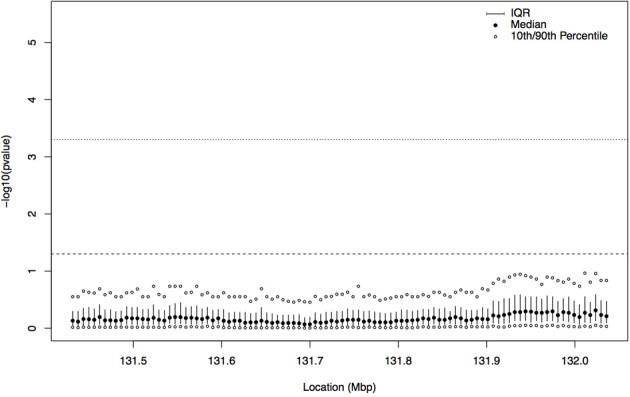 IQR
Median
10th/90th Percentile
5
4
3
2
1
0
−log10(pvalue)
131.5 131.6 131.7 131.8 131.9 132.0
Location (Mbp)